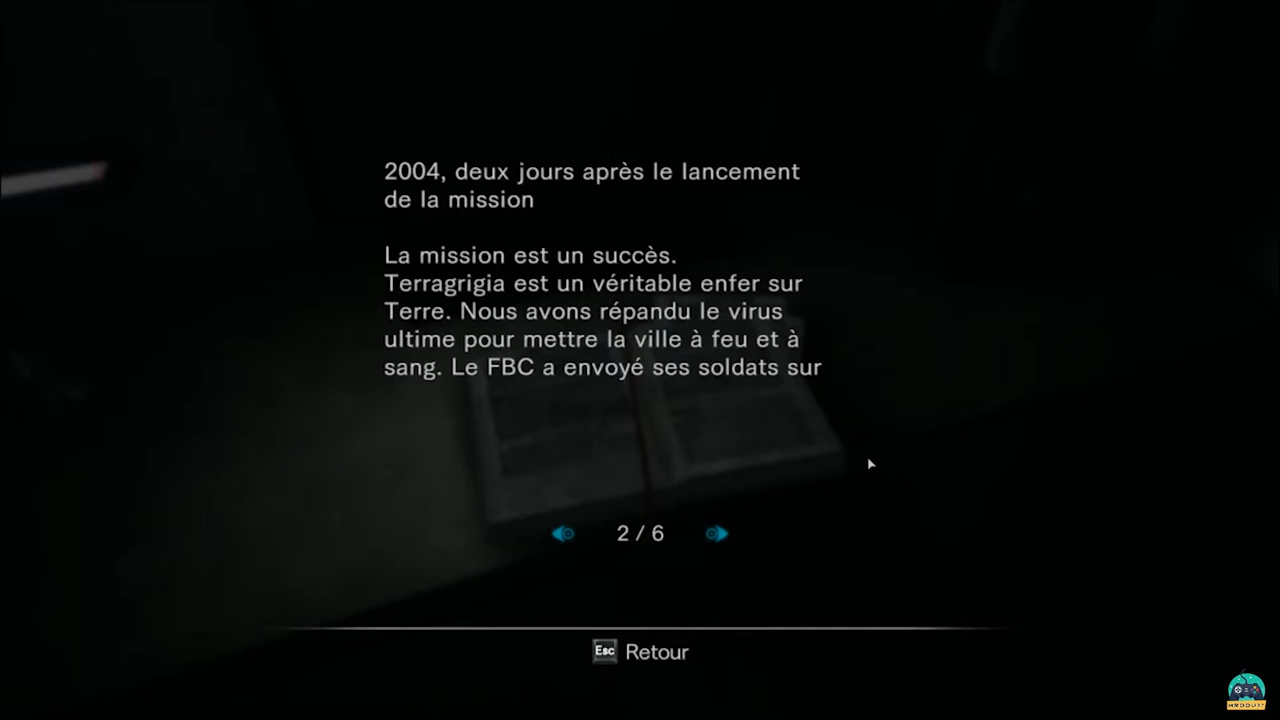 2004, deux jours après le lancement
de la mission
La mission est un succès.
Terragrigia est un véritable enfer sur
Terre. Nous avons répandu le virus
ultime pour mettre la ville à feu et à
sang. Le FBC a envoyé ses soldats sur
2 / 6
Esc Retour